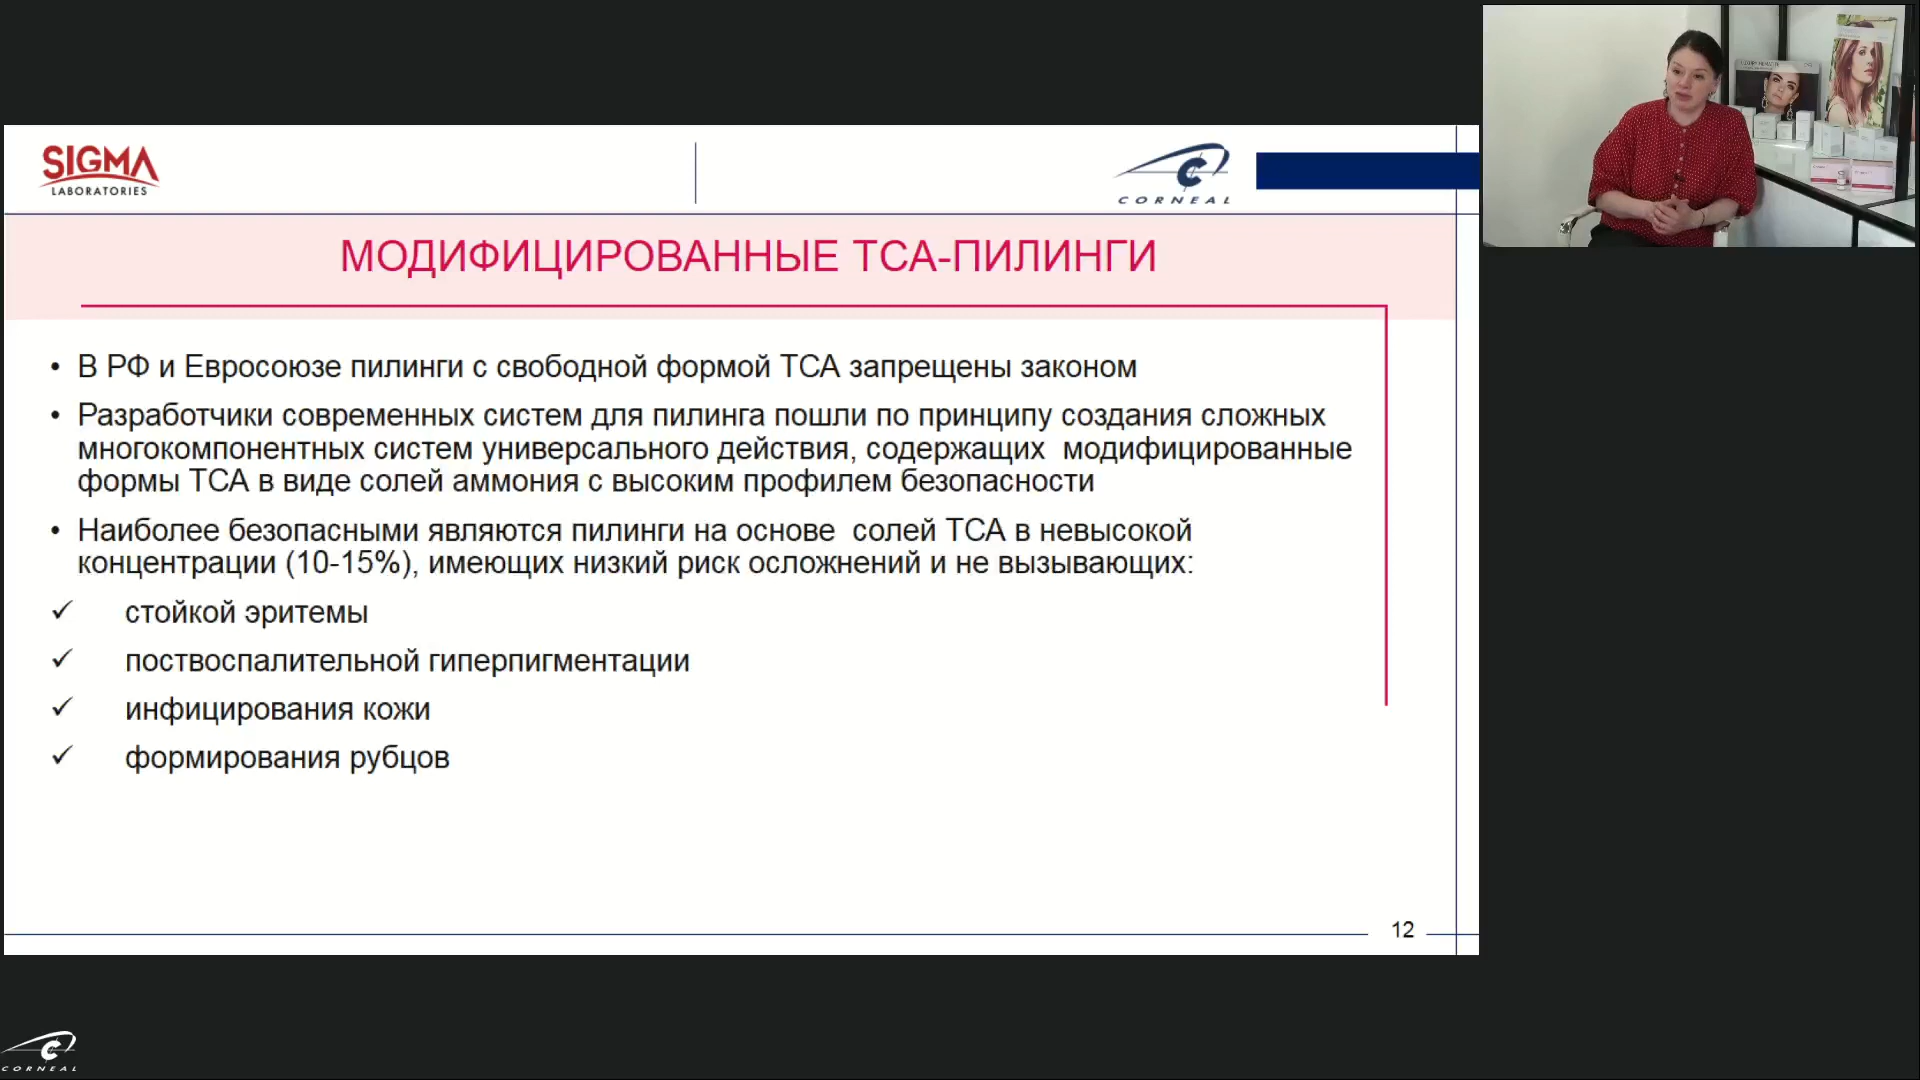 SIGMA
LABORATORIES
CORNEAL
МОДИФИЦИРОВАННЫЕ ТСА-ПИЛИНГИ
• В РФ и Евросоюзе пилинги с свободной формой ТСА запрещены законом
• Разработчики современных систем для пилинга пошли по принципу создания сложных
многокомпонентных систем универсального действия, содержащих модифицированные
формы ТСА в виде солей аммония с высоким профилем безопасности
• Наиболее безопасными являются пилинги на основе солей ТСА в невысокой
концентрации (10-15%), имеющих низкий риск осложнений и не вызывающих:
✓ стойкой эритемы
✓ поствоспалительной гиперпигментации
✓ инфицирования кожи
✓ формирования рубцов
12
CORNEAL